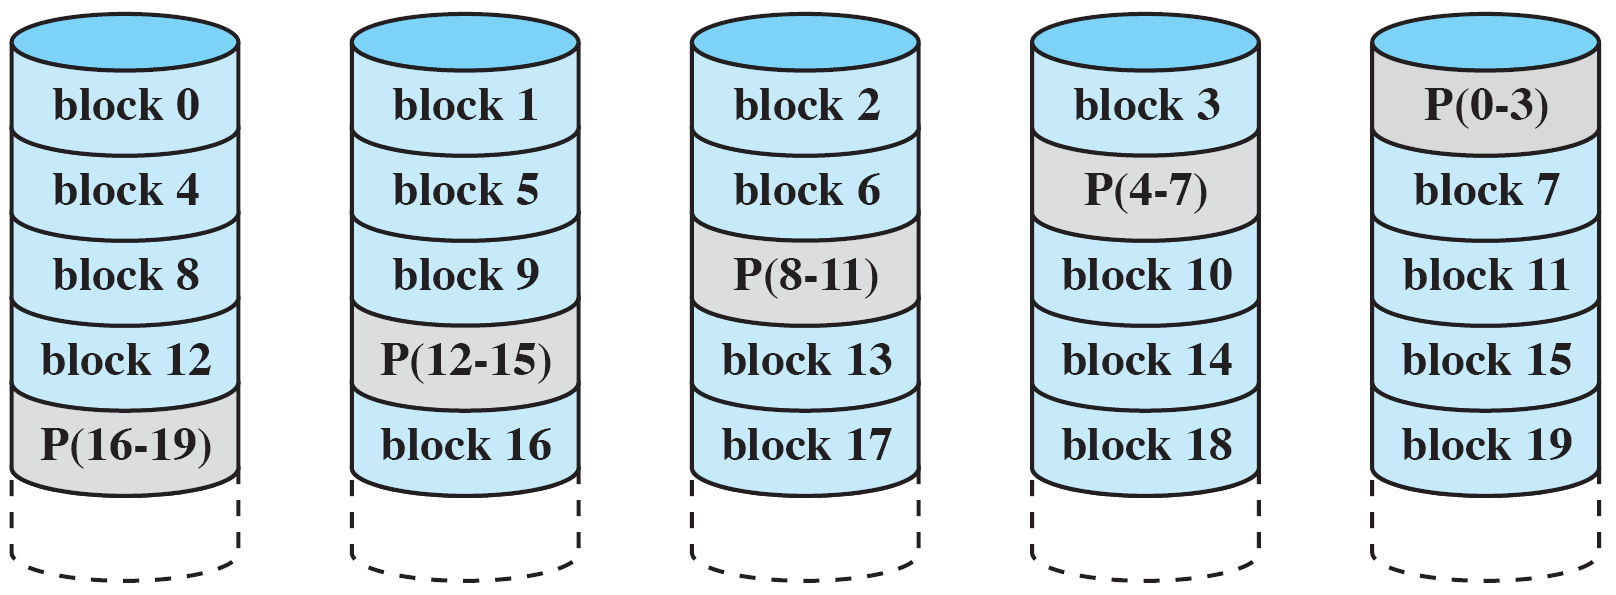 block 0
block 1
block 2
block 3
P(0-3)
block 4
block 5
block 6
P(4-7)
block 7
block 8
block 9
P(8-11)
block 10
block 11
block 12
P(12-15)
block 13
block 14
block 15
P(16-19)
block 16
block 17
block 18
block 19